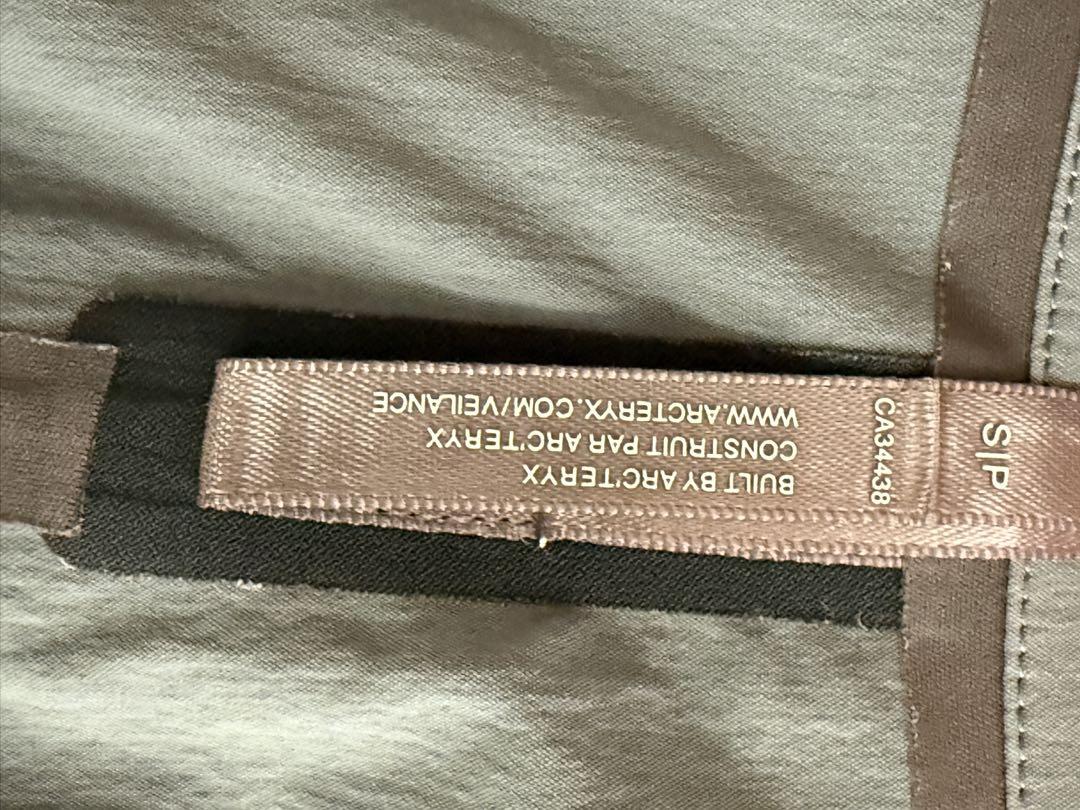 BUILT BY ARC'TERYX
CONSTRUIT PAR ARC'TERYX
WWW.ARCTERYX.COM/VEILANCE
CA34438
S|P